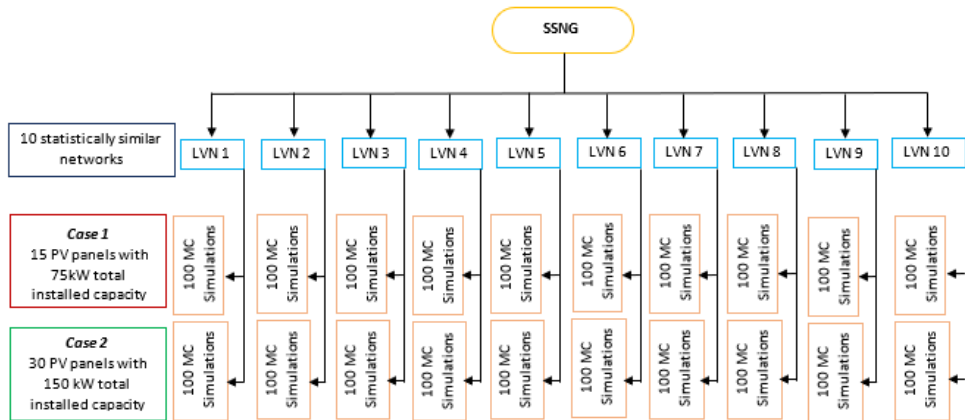 SSNG
10 statistically similar
networks
LVN 1
LVN 2
LVN 3
LVN 4
LVN 5
LVN 6
LVN 7
LVN 8
LVN 9
LVN 10
Case 1
15 PV panels with
75kW total
installed capacity
100 MC
Simulations
100 MC
Simulations
100 MC
Simulations
100 MC
Simulations
100 MC
Simulations
100 MC
Simulations
100 MC
Simulations
100 MC
Simulations
100 MC
Simulations
100 MC
Simulations
Case 2
30 PV panels with
150 kW total
installed capacity
100 MC
Simulations
100 MC
Simulations
100 MC
Simulations
100 MC
Simulations
100 MC
Simulations
100 MC
Simulations
100 MC
Simulations
100 MC
Simulations
100 MC
Simulations
100 MC
Simulations